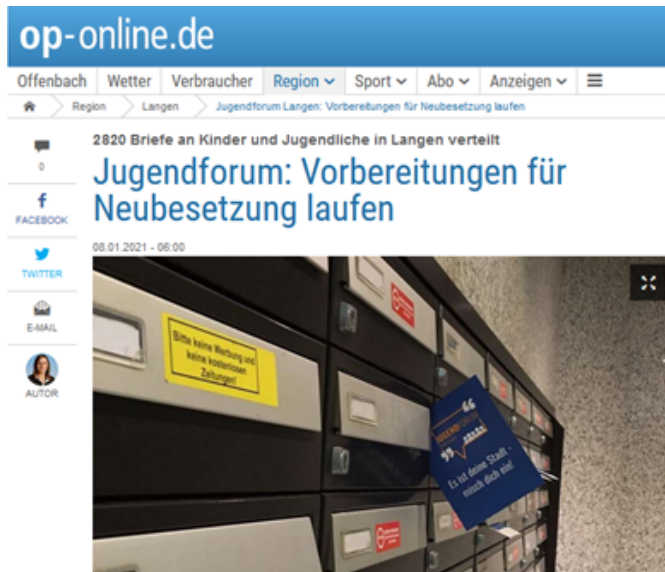 op-online.de
Offenbach Wetter Verbraucher Region Sport Abo Anzeigen
Region Langen Jugendforum Langen: Vorbereitungen für Neubesetzung laufen
2820 Briefe an Kinder und Jugendliche in Langen verteilt
Jugendforum: Vorbereitungen für
Neubesetzung laufen
0
FACEBOOK
08.01.2021 - 06:00
TWITTER
E-MAIL
AUTOR
Bitte keine Werbung und
keine kostenlosen
Zeitungen!
JUGENDFORUM
Es ist deine Stadt -
misch dich ein!